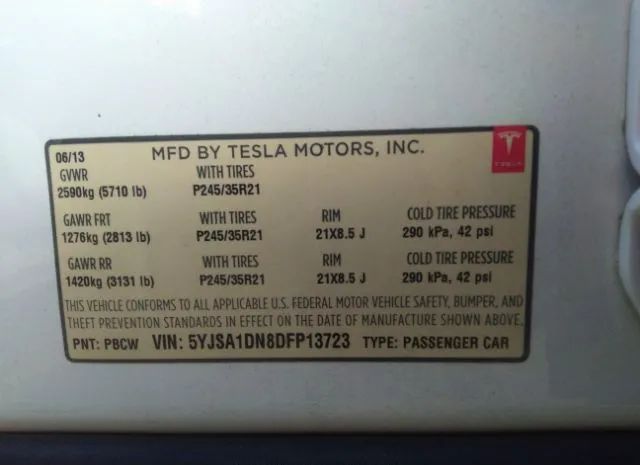 06/13 MFD BY TESLA MOTORS, INC.
TESLA
GVWR WITH TIRES
2590kg (5710 lb) P245/35R21
GAWR FRT WITH TIRES RIM COLD TIRE PRESSURE
1276kg (2813 lb) P245/35R21 21X8.5 J 290 kPa, 42 psi
GAWR RR WITH TIRES RIM COLD TIRE PRESSURE
1420kg (3131 lb) P245/35R21 21X8.5 J 290 kPa, 42 psi
THIS VEHICLE CONFORMS TO ALL APPLICABLE U.S. FEDERAL MOTOR VEHICLE SAFETY, BUMPER, AND
THEFT PREVENTION STANDARDS IN EFFECT ON THE DATE OF MANUFACTURE SHOWN ABOVE.
PNT: PBCW VIN: 5YJSA1DN8DFP13723 TYPE: PASSENGER CAR